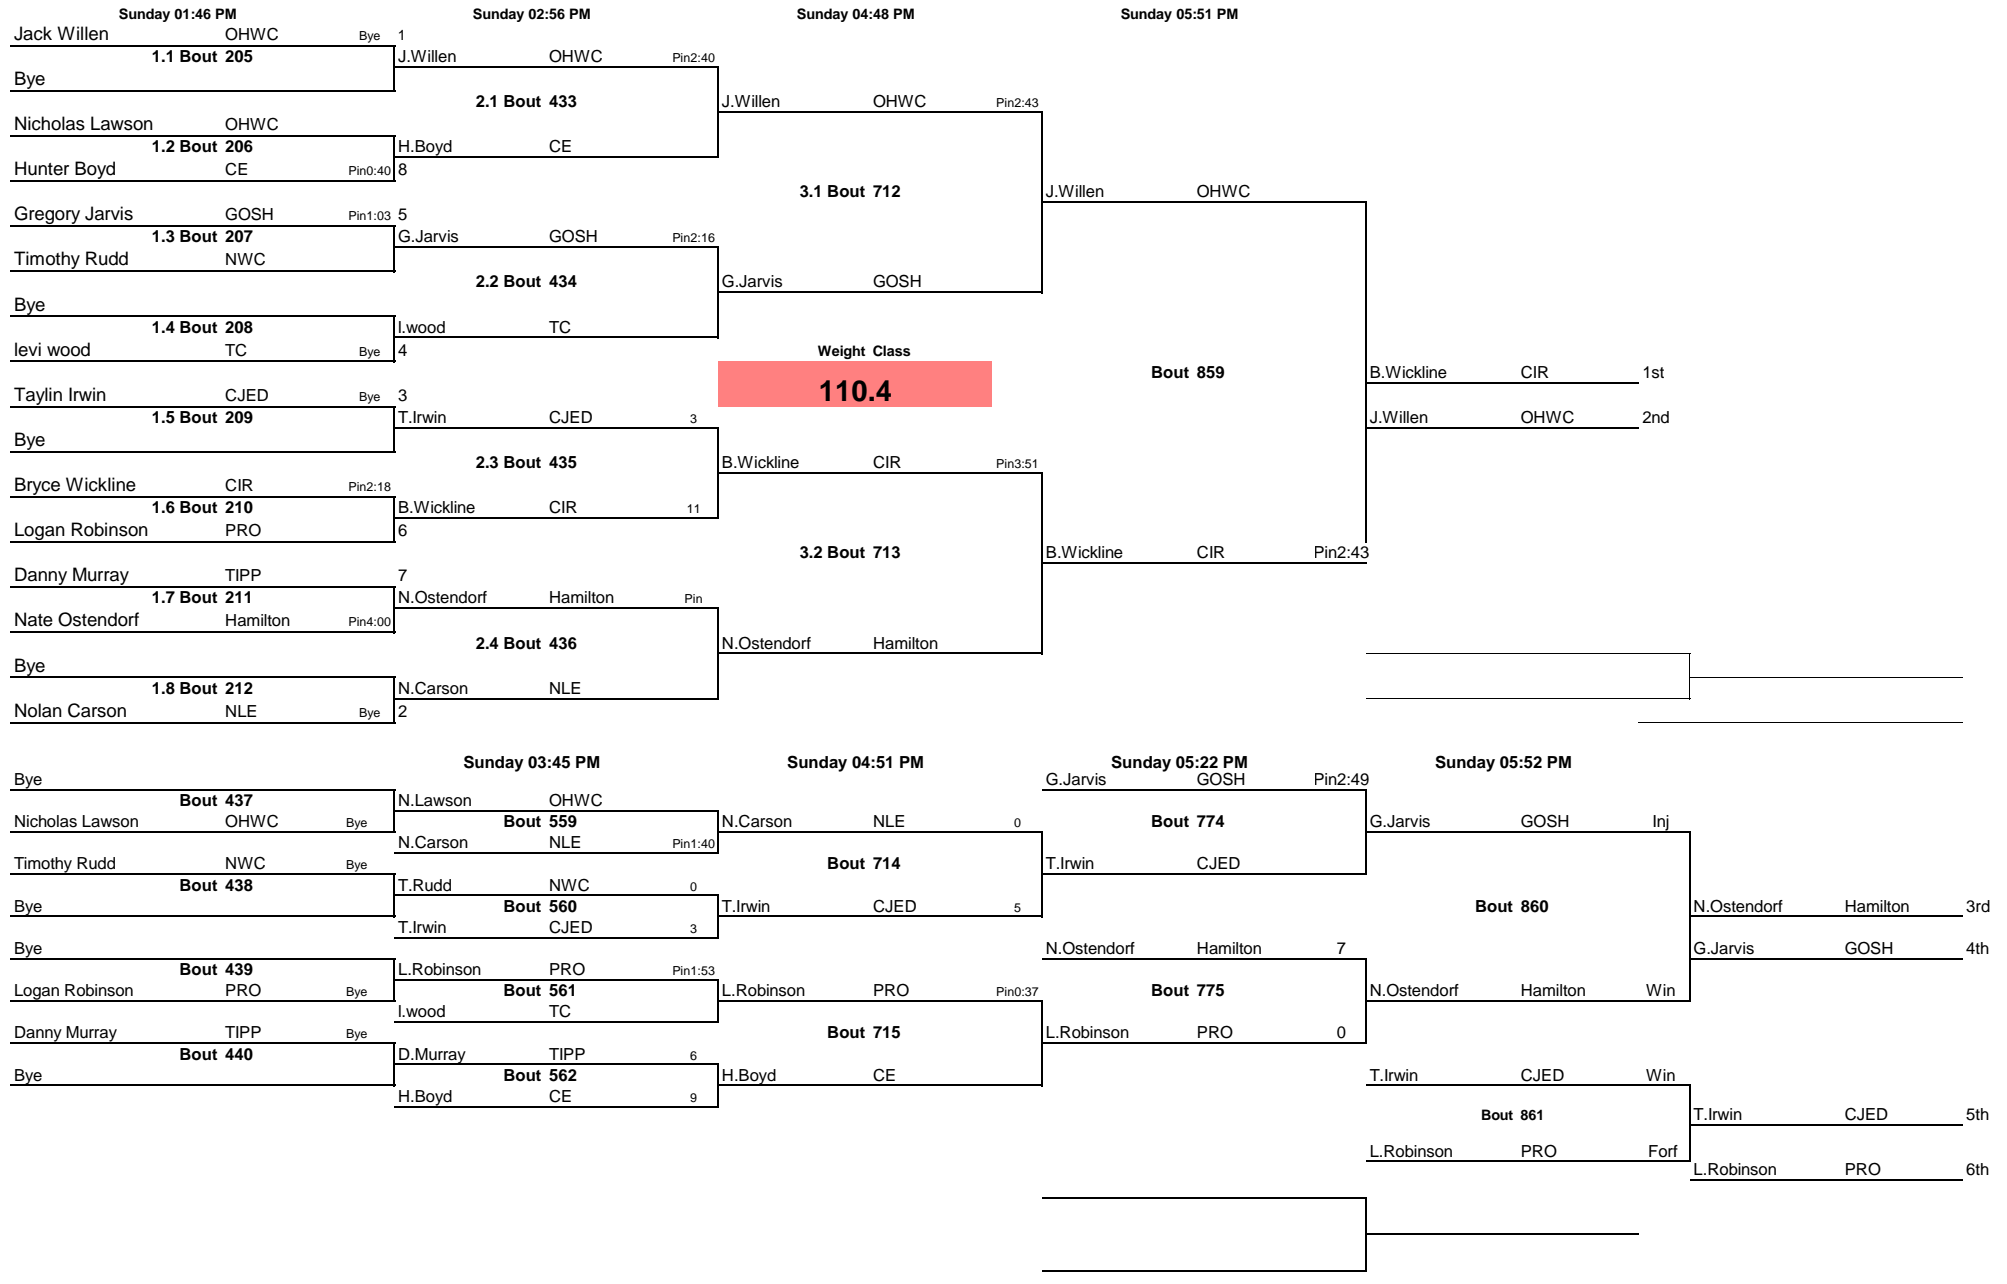 Sunday 01:46 PM Sunday 02:56 PM Sunday 04:48 PM Sunday 05:51 PM
Jack Willen OHWC Bye 1
1.1 Bout 205 J.Willen OHWC Pin2:40
Bye
2.1 Bout 433 J.Willen OHWC Pin2:43
Nicholas Lawson OHWC
1.2 Bout 206 H.Boyd CE
Hunter Boyd CE Pin0:40 8
3.1 Bout 712 J.Willen OHWC
Gregory Jarvis GOSH Pin1:03 5
1.3 Bout 207 G.Jarvis GOSH Pin2:16
Timothy Rudd NWC
2.2 Bout 434 G.Jarvis GOSH
Bye
1.4 Bout 208 l.wood TC
levi wood TC Bye 4 Weight Class
Bout 859 B.Wickline CIR 1st
110.4
Taylin Irwin CJED Bye 3
1.5 Bout 209 T.Irwin CJED 3 J.Willen OHWC 2nd
Bye
2.3 Bout 435 B.Wickline CIR Pin3:51
Bryce Wickline CIR Pin2:18
1.6 Bout 210 B.Wickline CIR 11
Logan Robinson PRO 6
3.2 Bout 713 B.Wickline CIR Pin2:43
Danny Murray TIPP 7
1.7 Bout 211 N.Ostendorf Hamilton Pin
Nate Ostendorf Hamilton Pin4:00
2.4 Bout 436 N.Ostendorf Hamilton
Bye
1.8 Bout 212 N.Carson NLE
Nolan Carson NLE Bye 2
Sunday 03:45 PM Sunday 04:51 PM Sunday 05:22 PM Sunday 05:52 PM
Bye G.Jarvis GOSH Pin2:49
Bout 437 N.Lawson OHWC
Nicholas Lawson OHWC Bye Bout 559 N.Carson NLE 0 Bout 774 G.Jarvis GOSH Inj
N.Carson NLE Pin1:40
Timothy Rudd NWC Bye Bout 714 T.Irwin CJED
Bout 438 T.Rudd NWC 0
Bye Bout 560 T.Irwin CJED 5 Bout 860 N.Ostendorf Hamilton 3rd
T.Irwin CJED 3
Bye N.Ostendorf Hamilton 7 G.Jarvis GOSH 4th
Bout 439 L.Robinson PRO Pin1:53
Logan Robinson PRO Bye Bout 561 L.Robinson PRO Pin0:37 Bout 775 N.Ostendorf Hamilton Win
l.wood TC
Danny Murray TIPP Bye Bout 715 L.Robinson PRO 0
Bout 440 D.Murray TIPP 6
Bye Bout 562 H.Boyd CE T.Irwin CJED Win
H.Boyd CE 9
Bout 861 T.Irwin CJED 5th
L.Robinson PRO Forf
L.Robinson PRO 6th